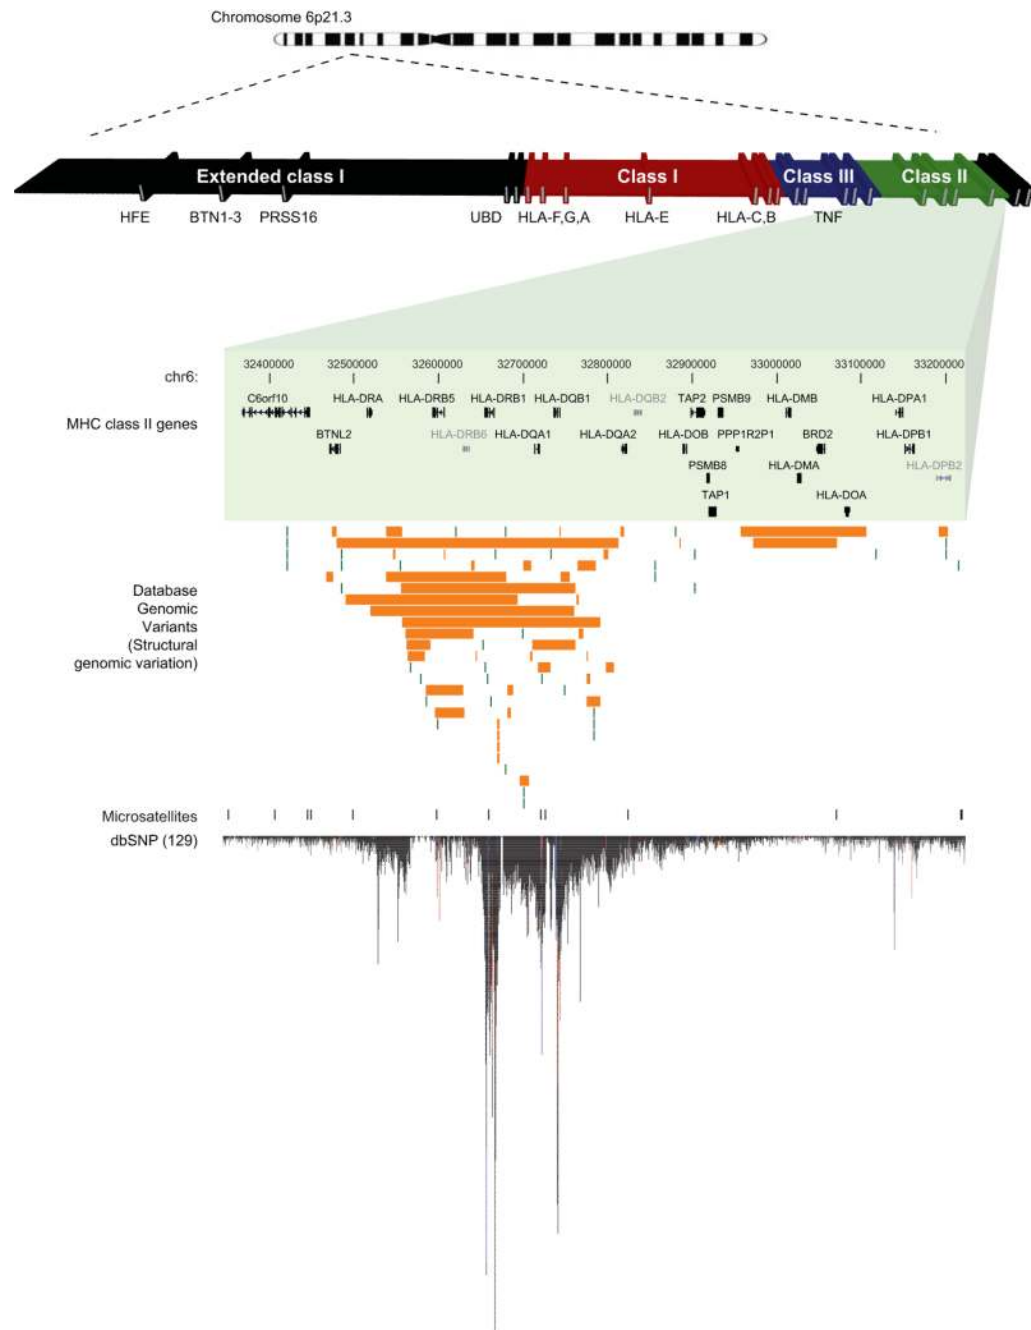 Chromosome 6p21.3
Extended class I
Class I
Class III
Class II
HFE
BTN1-3
PRSS16
UBD
HLA-F,G,A
HLA-E
HLA-C,B
TNF
chr6:
32400000
32500000
32600000
32700000
32800000
32900000
33000000
33100000
33200000
MHC class II genes
C6orf10
HLA-DRA
HLA-DRB5
HLA-DRB1
HLA-DQB1
HLA-DQB2
TAP2
PSMB9
HLA-DMB
HLA-DPA1
BTNL2
HLA-DRB6
HLA-DQA1
HLA-DQA2
HLA-DOB
PPP1R2P1
BRD2
HLA-DPB1
PSMB8
HLA-DMA
HLA-DPB2
TAP1
HLA-DOA
Database
Genomic
Variants
(Structural
genomic variation)
Microsatellites
dbSNP (129)